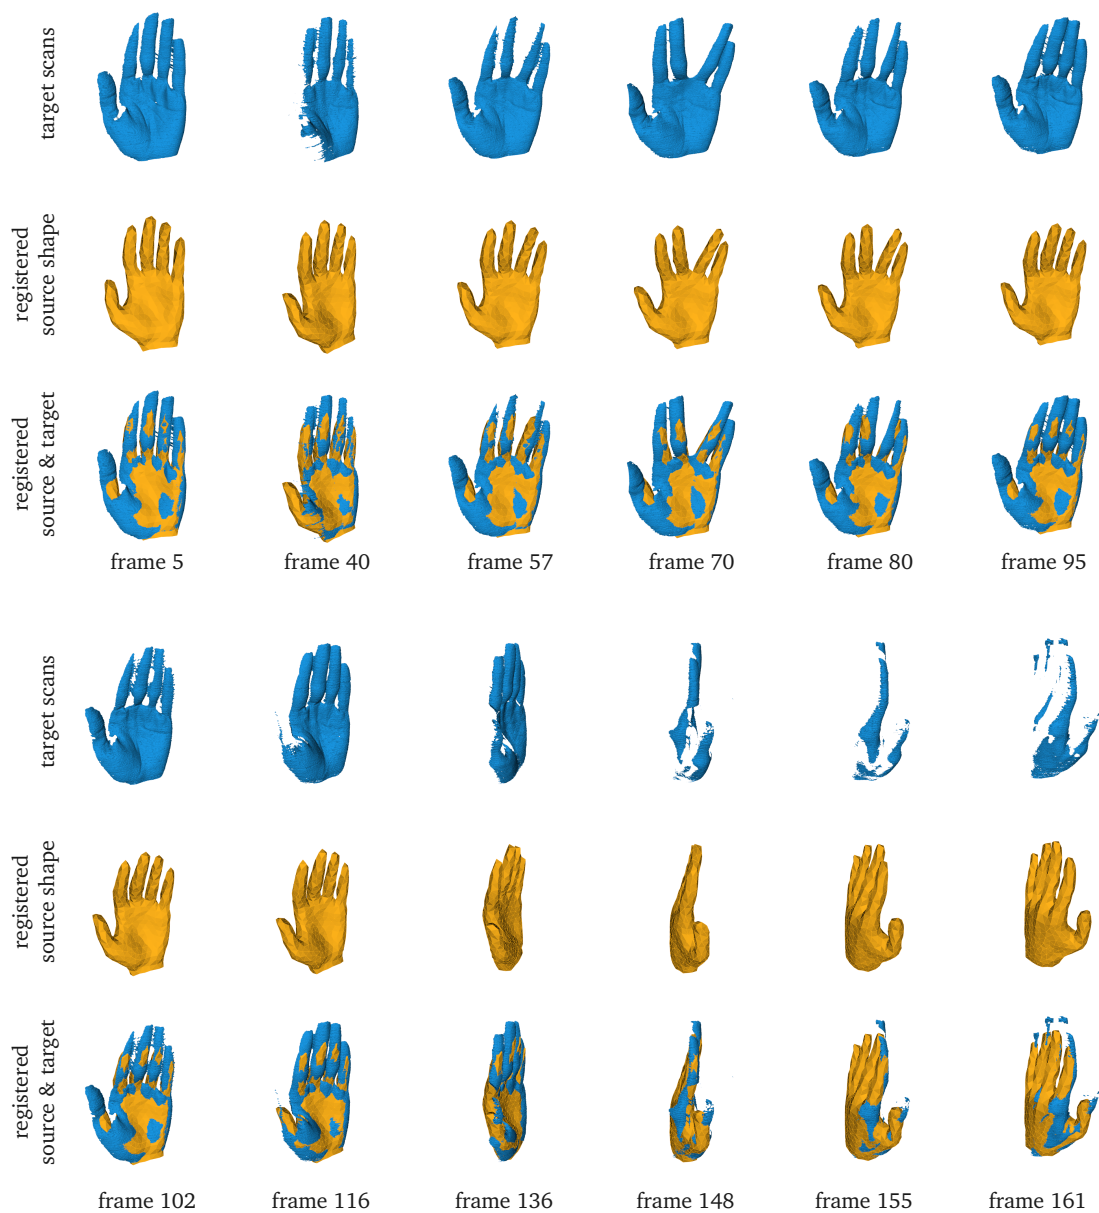 target scans
registered
source shape
registered
source & target
frame 5
frame 40
frame 57
frame 70
frame 80
frame 95
target scans
registered
source shape
registered
source & target
frame 102
frame 116
frame 136
frame 148
frame 155
frame 161